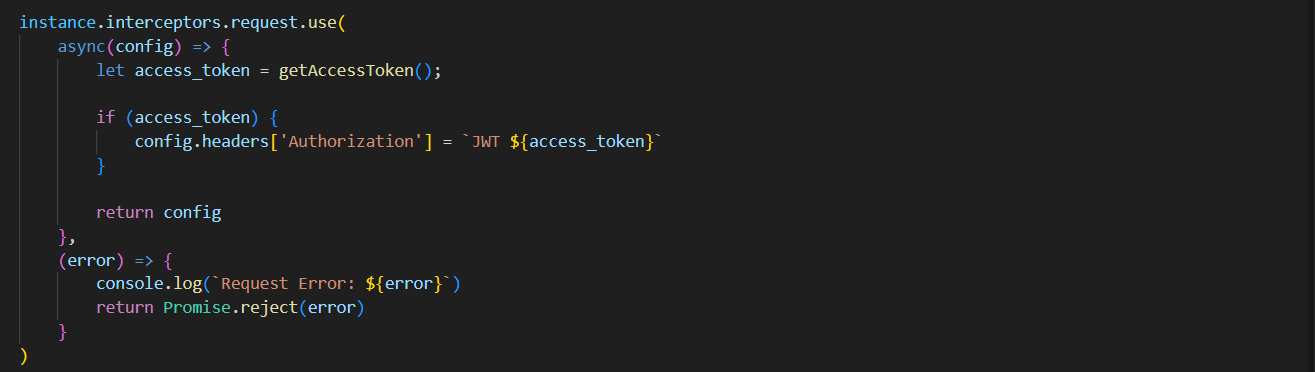 instance.interceptors.request.use(
async(config) => {
let access_token = getAccessToken();
if (access_token) {
config.headers['Authorization'] = `JWT ${access_token}`
}
return config
},
(error) => {
console.log(`Request Error: ${error}`)
return Promise.reject(error)
}
)